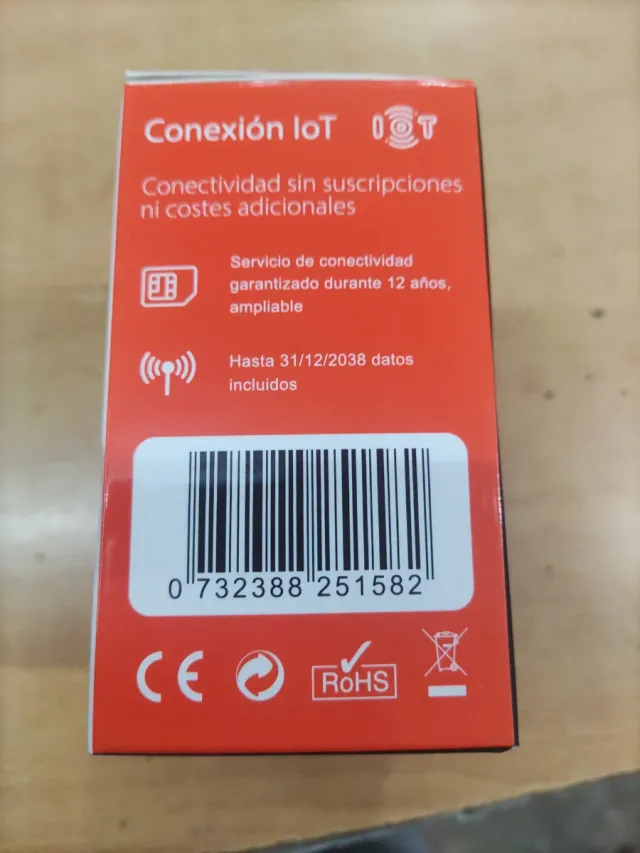 Conexión IoT IOT
Conectividad sin suscripciones
ni costes adicionales
Servicio de conectividad
garantizado durante 12 años,
ampliable
Hasta 31/12/2038 datos
incluidos
0 732388 251582
CE RoHS